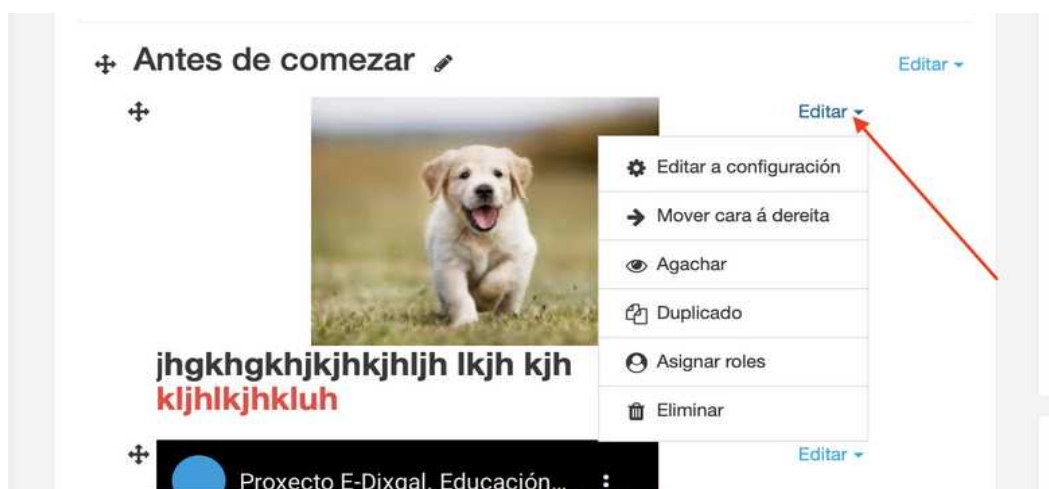 Antes de comezar
Editar
Editar
Editar a configuración
Mover cara á dereita
Agachar
Duplicado
Asignar roles
Eliminar
jhgkhgkhjkjhkjhljh lkjh kjh
kljhlkjhkluh
Editar
Proxecto E-Dixgal. Educación...